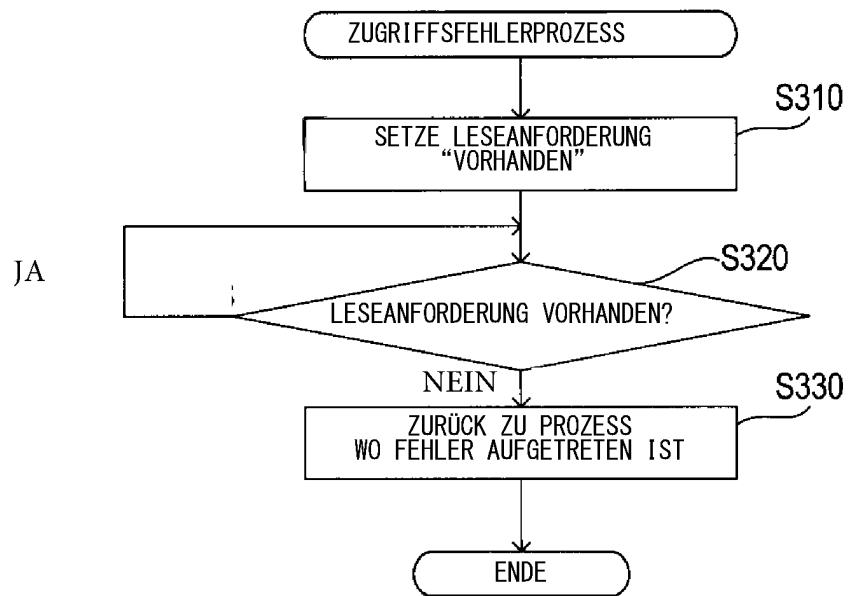 ZUGRIFFSFEHLERPROZESS
S310
SETZE LESEANFORDERUNG
“VORHANDEN”
S320
JA
LESEANFORDERUNG VORHANDEN?
NEIN
S330
ZURÜCK ZU PROZESS
WO FEHLER AUFGETRETEN IST
ENDE